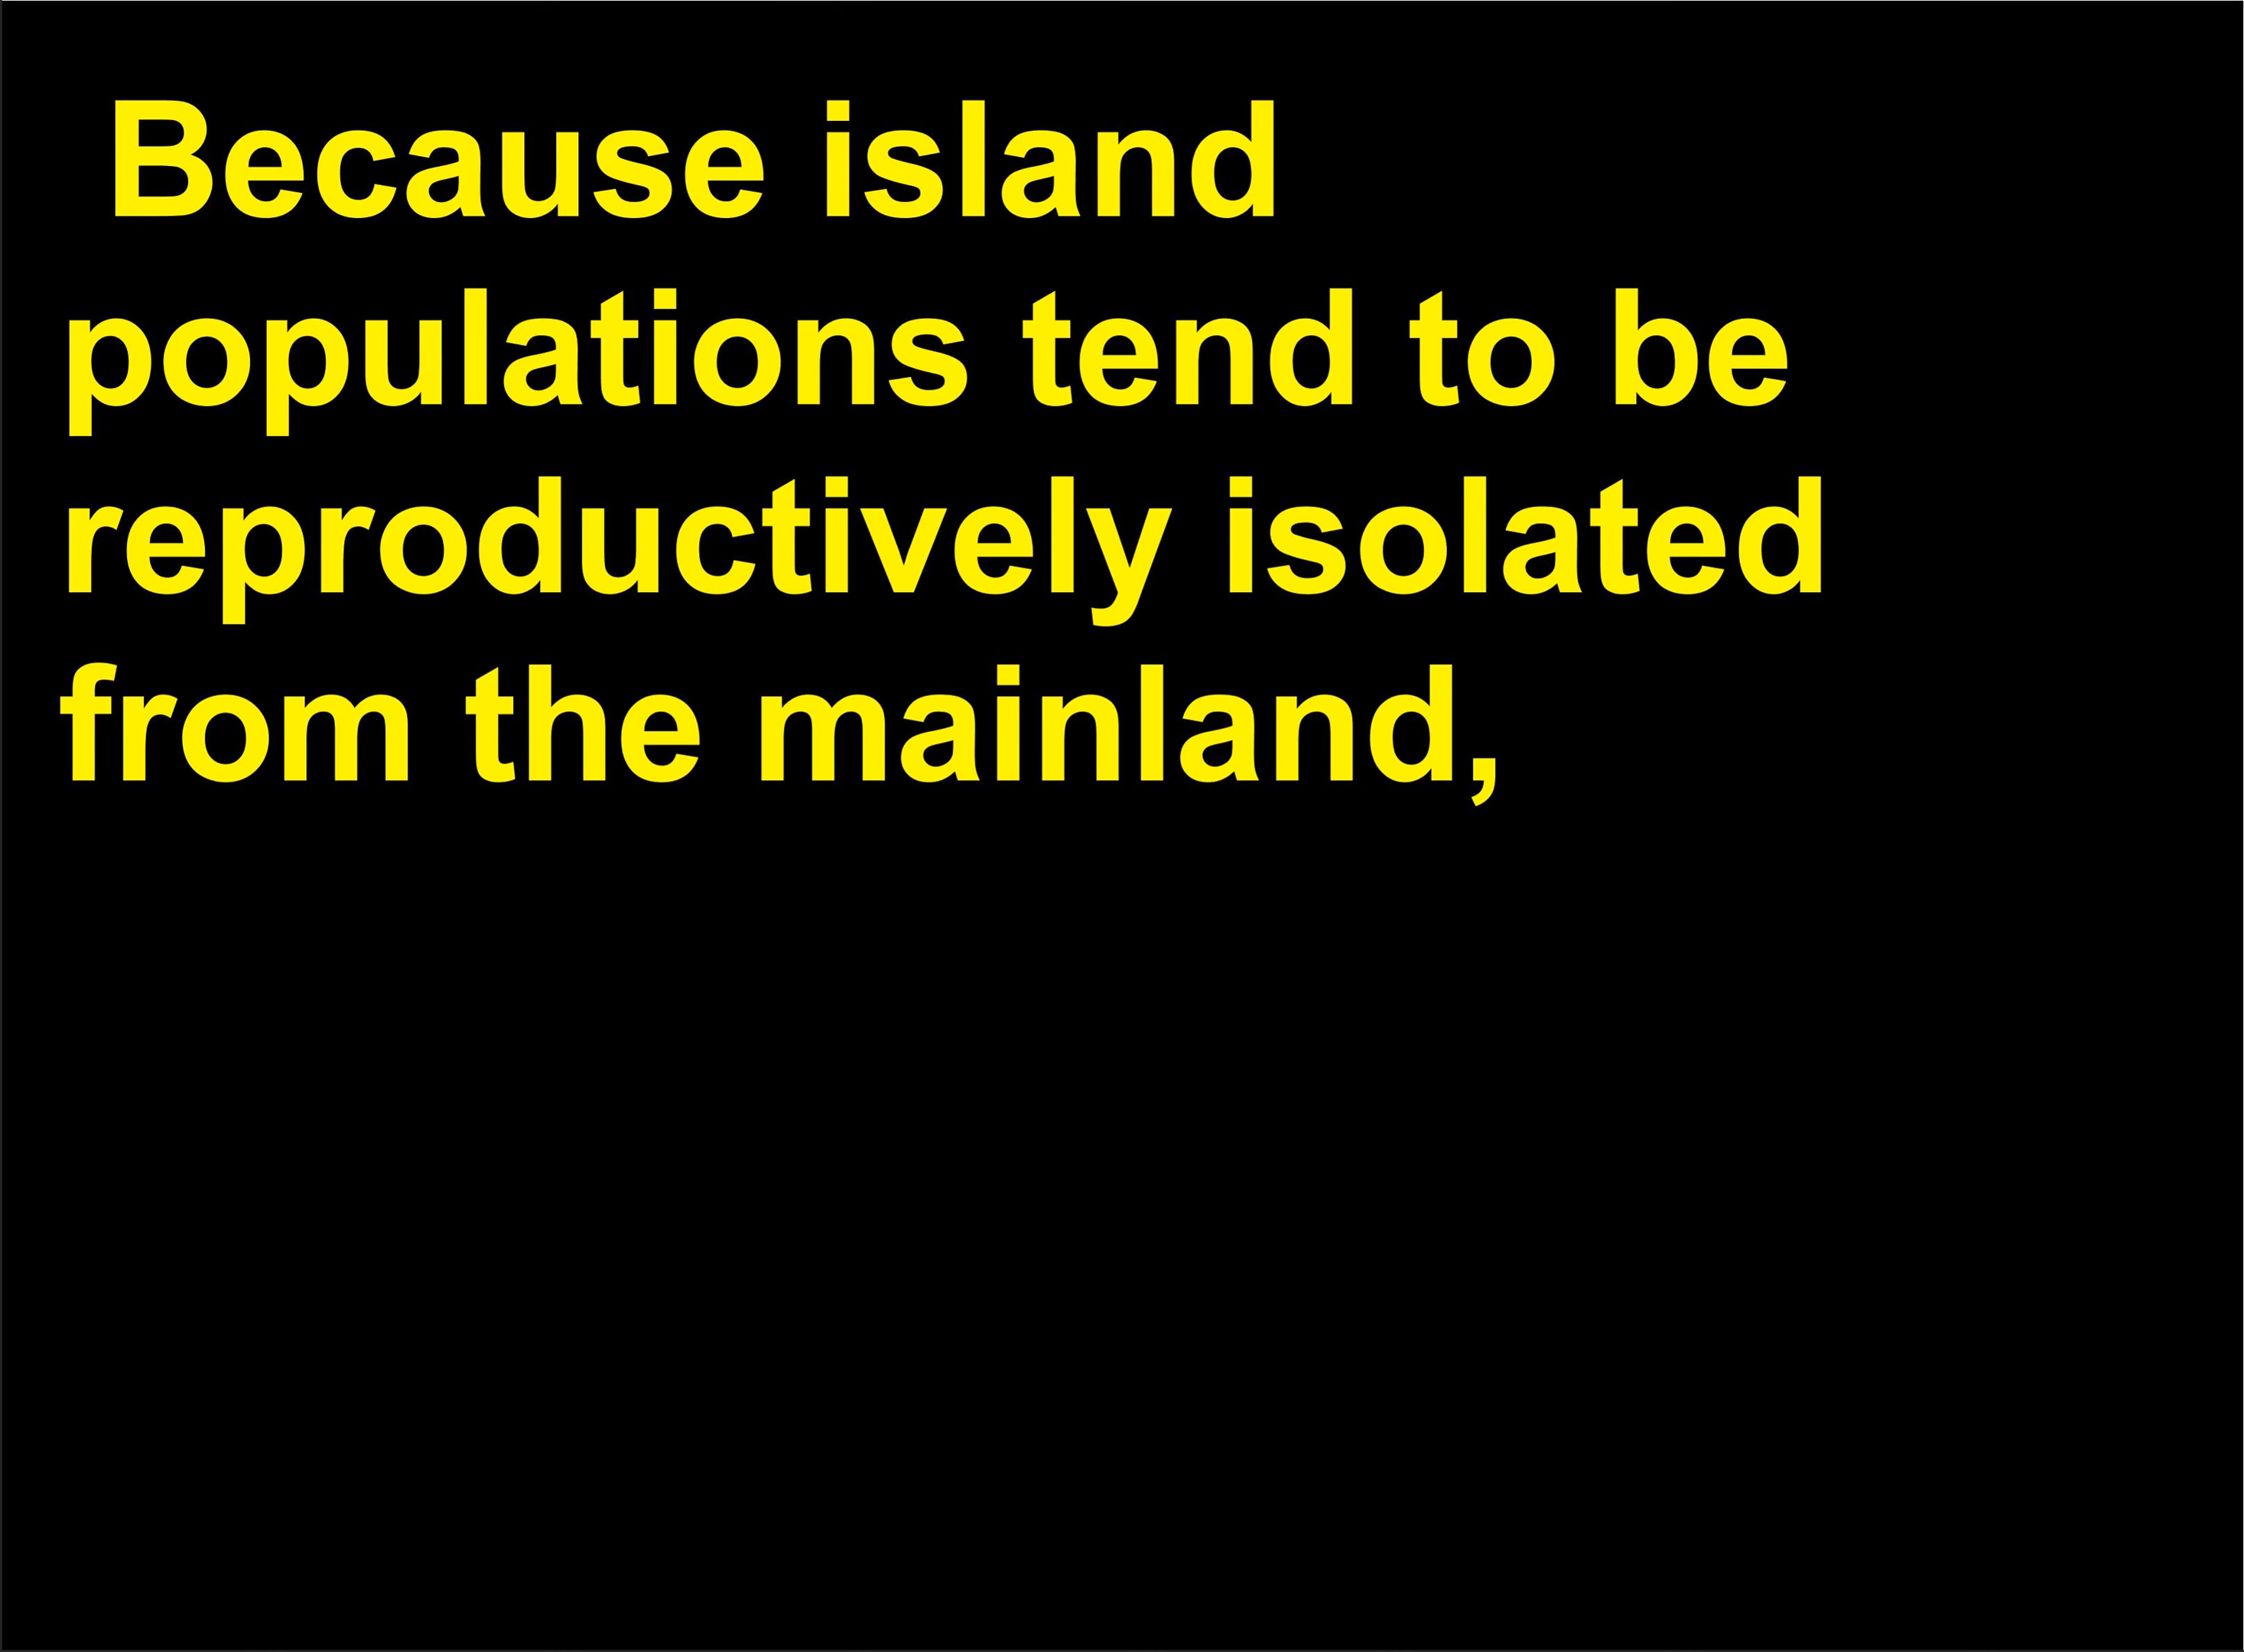 Because island
populations tend to be
reproductively isolated
from the mainland,